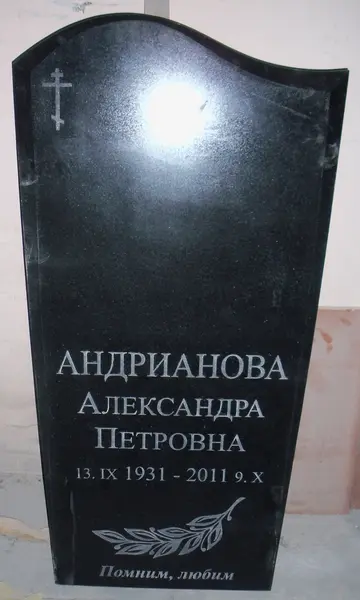 АНДРИАНОВА
АЛЕКСАНДРА
ПЕТРОВНА
13. IX 1931 - 2011 9. X
Помним, любим